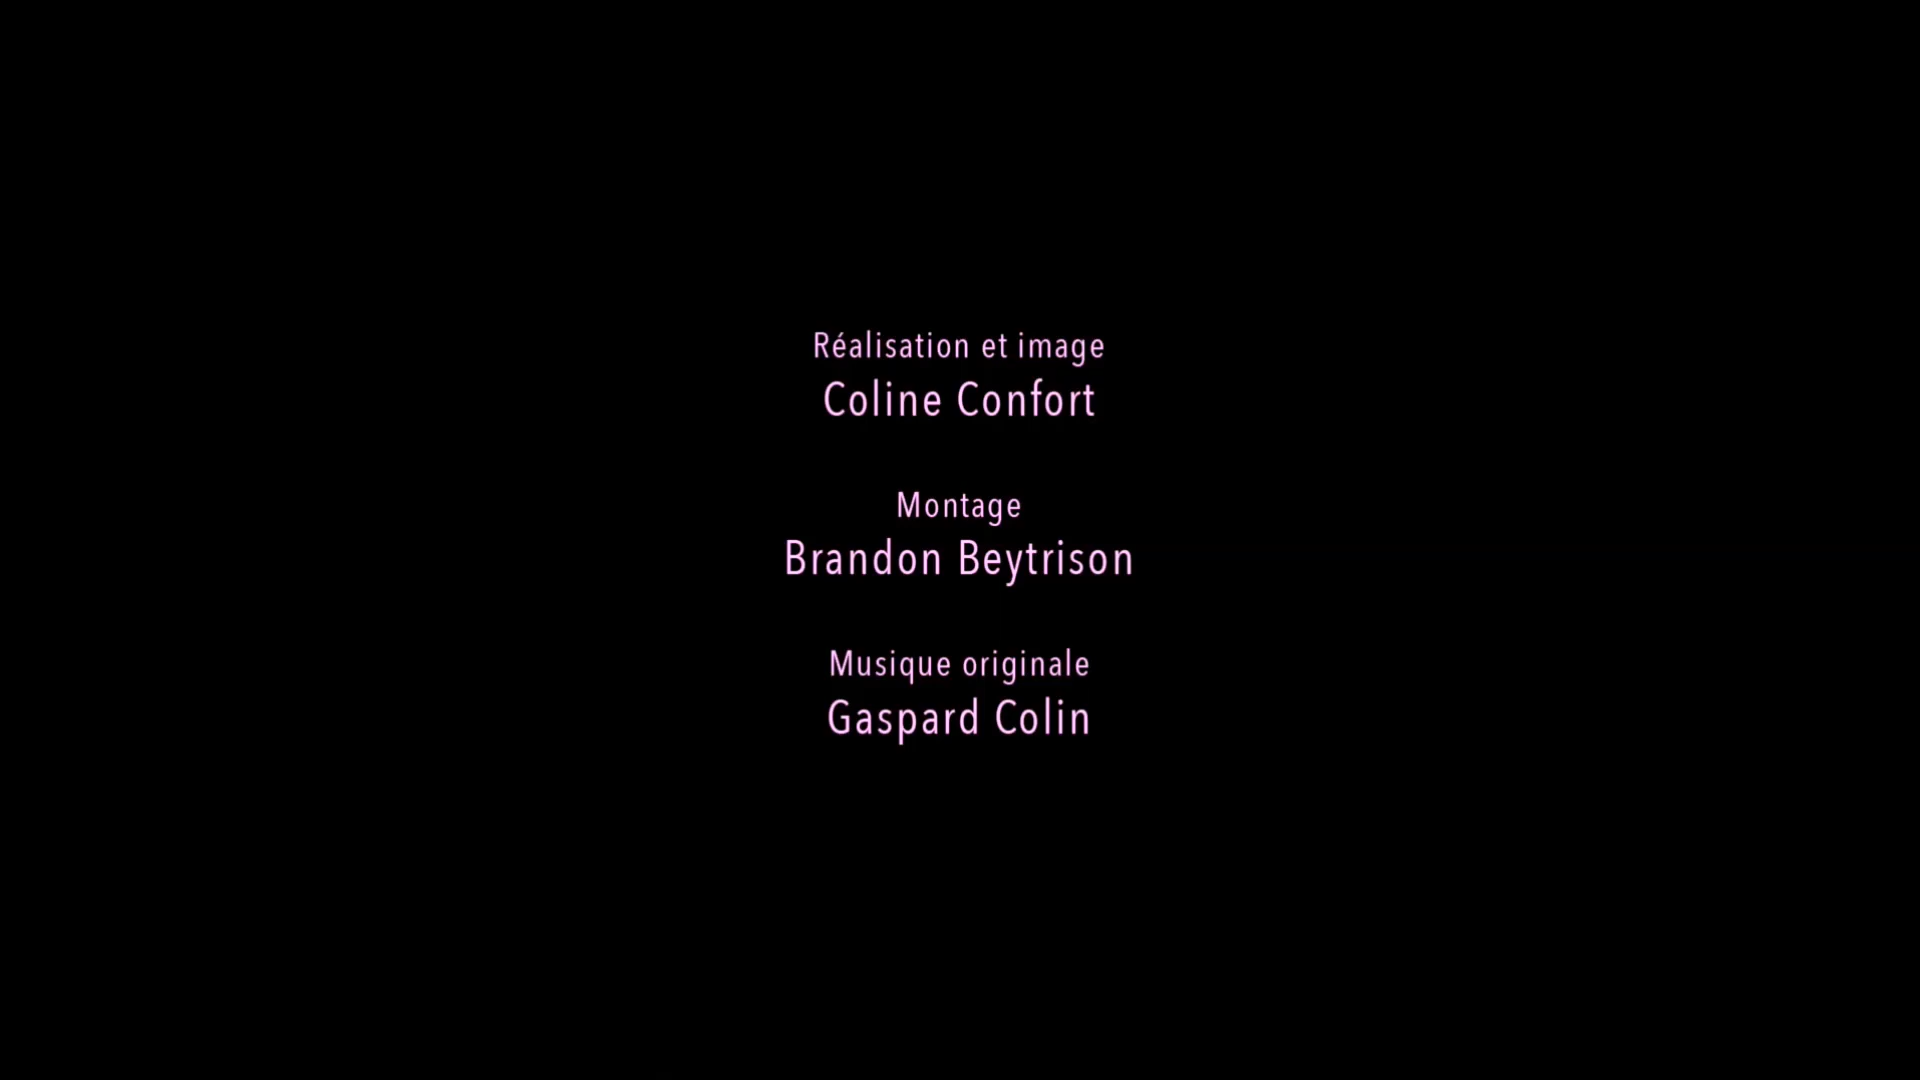 Réalisation et image
Coline Confort
Montage
Brandon Beytrison
Musique originale
Gaspard Colin